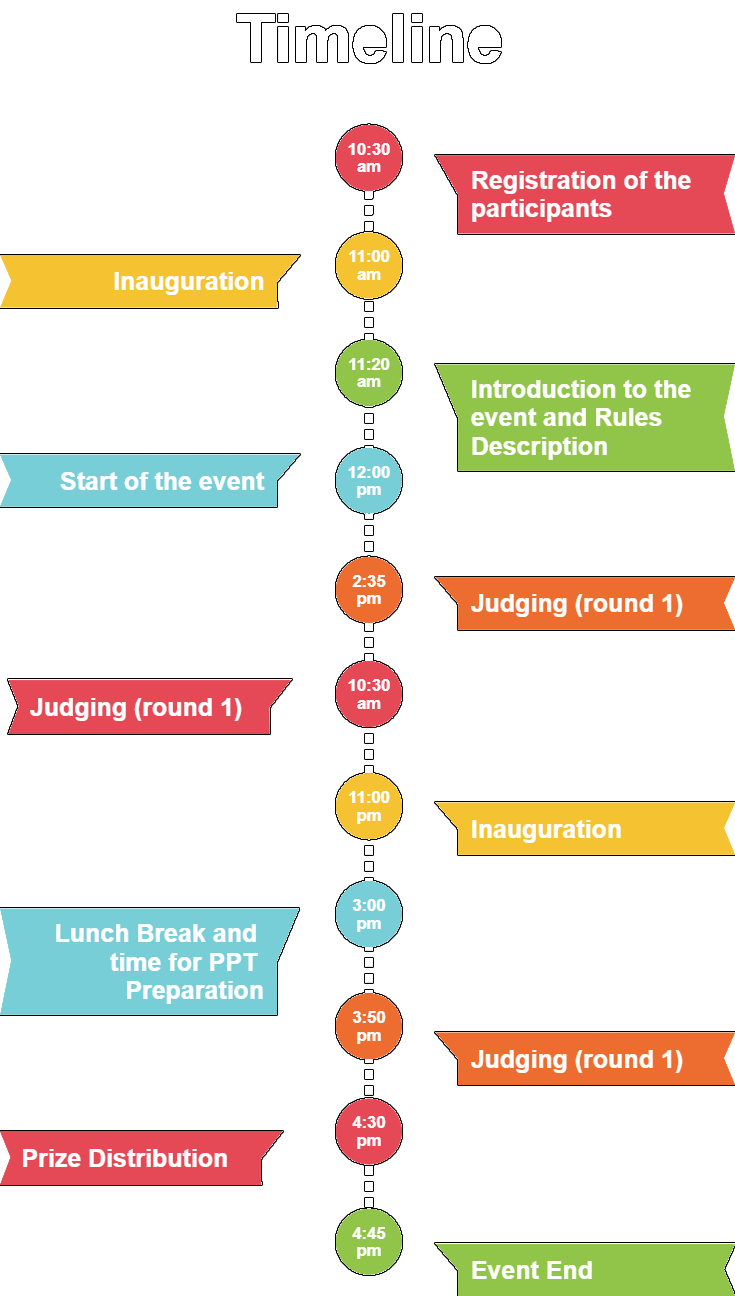 Timeline
10:30
am
Registration of the
participants
11:00
am
Inauguration
11:20
am
Introduction to the
event and Rules
Description
12:00
pm
Start of the event
2:35
pm
Judging (round 1)
10:30
am
Judging (round 1)
11:00
pm
Inauguration
3:00
pm
Lunch Break and
time for PPT
Preparation
3:50
pm
Judging (round 1)
4:30
pm
Prize Distribution
4:45
pm
Event End